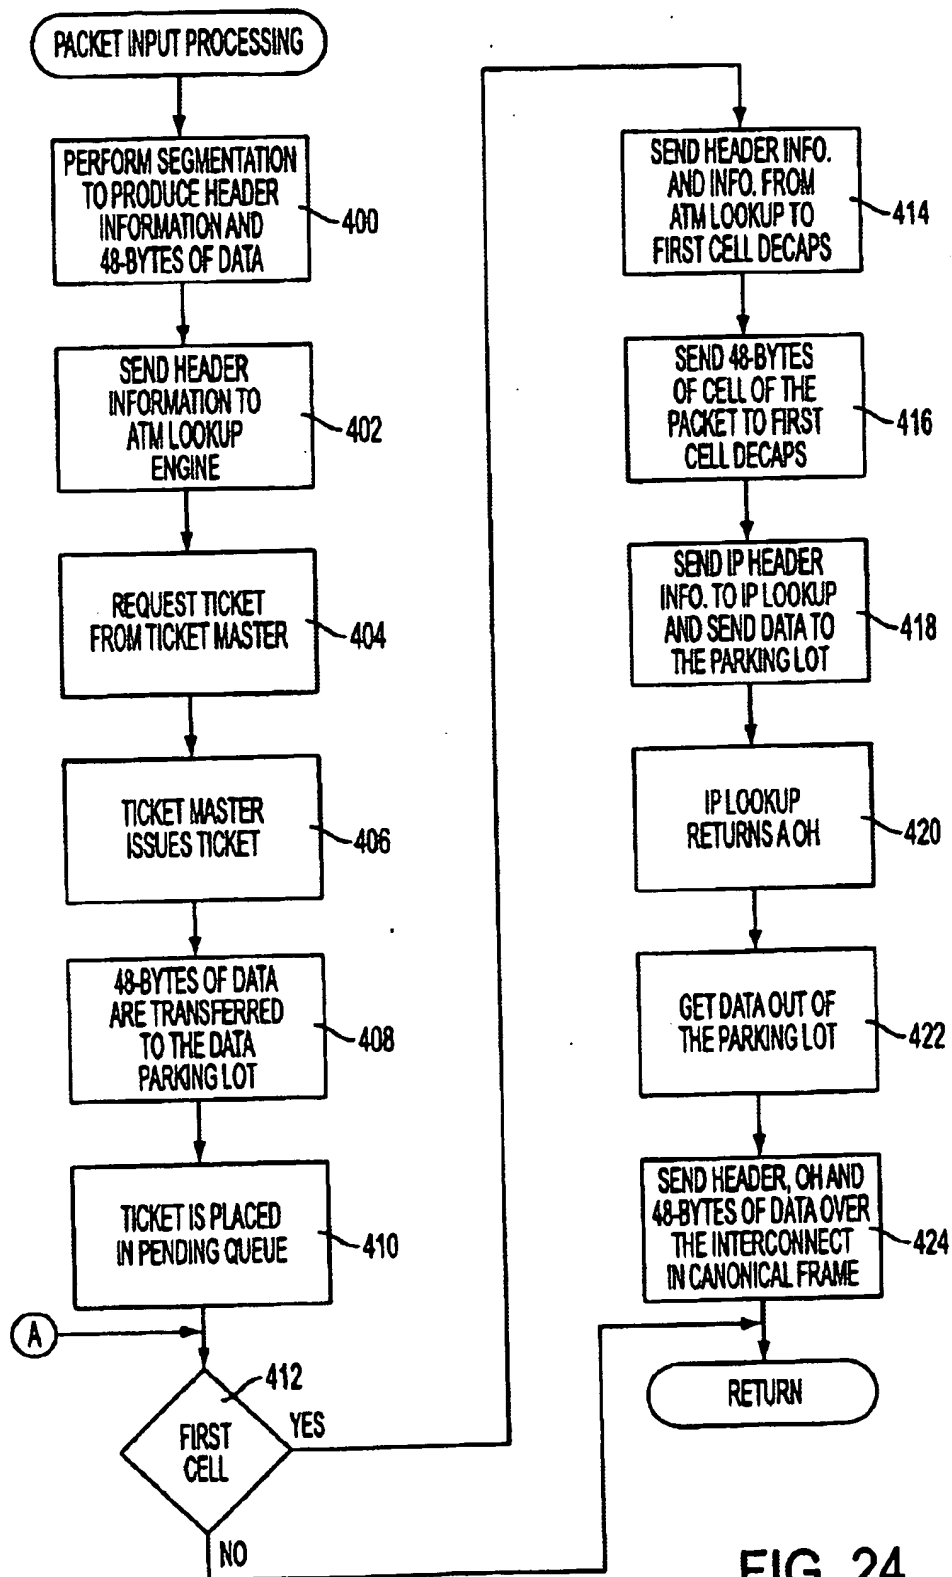 PACKET INPUT PROCESSING
PERFORM SEGMENTATION
TO PRODUCE HEADER
INFORMATION AND
48-BYTES OF DATA
400
SEND HEADER
INFORMATION TO
ATM LOOKUP
ENGINE
402
REQUEST TICKET
FROM TICKET MASTER
404
TICKET MASTER
ISSUES TICKET
406
48-BYTES OF DATA
ARE TRANSFERRED
TO THE DATA
PARKING LOT
408
TICKET IS PLACED
IN PENDING QUEUE
410
A
412
FIRST
CELL
YES
NO
SEND HEADER INFO.
AND INFO. FROM
ATM LOOKUP TO
FIRST CELL DECAPS
414
SEND 48-BYTES
OF CELL OF THE
PACKET TO FIRST
CELL DECAPS
416
SEND IP HEADER
INFO. TO IP LOOKUP
AND SEND DATA TO
THE PARKING LOT
418
IP LOOKUP
RETURNS A OH
420
GET DATA OUT OF
THE PARKING LOT
422
SEND HEADER, OH AND
48-BYTES OF DATA OVER
THE INTERCONNECT
IN CANONICAL FRAME
424
RETURN
FIG. 24